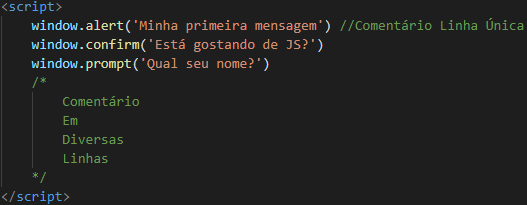 <script>
window.alert('Minha primeira mensagem') //Comentário Linha Única
window.confirm('Está gostando de JS?')
window.prompt('Qual seu nome?')
/*
Comentário
Em
Diversas
Linhas
*/
</script>